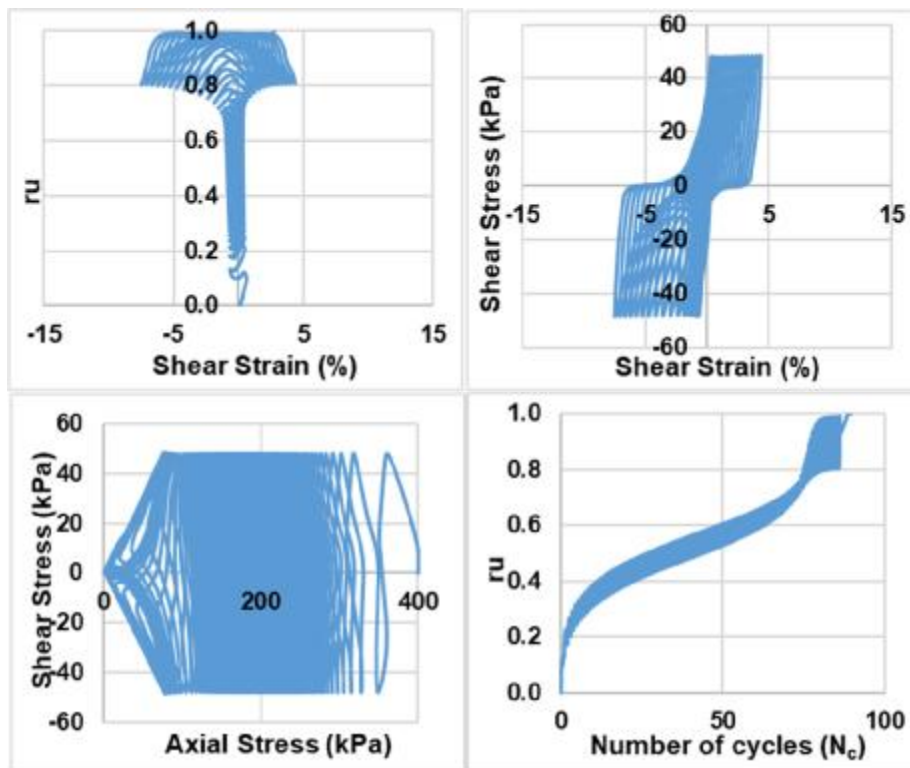 1.0
0.8
0.6
0.4
0.2
0.0
ru
-15 -5 5 15
Shear Strain (%)
60
40
20
0
-20
-40
-60
Shear Stress (kPa)
-15 -5 5 15
Shear Strain (%)
60
40
20
0
-20
-40
-60
Shear Stress (kPa)
0 200 400
Axial Stress (kPa)
1.0
0.8
0.6
0.4
0.2
0.0
ru
0 50 100
Number of cycles (Nc)